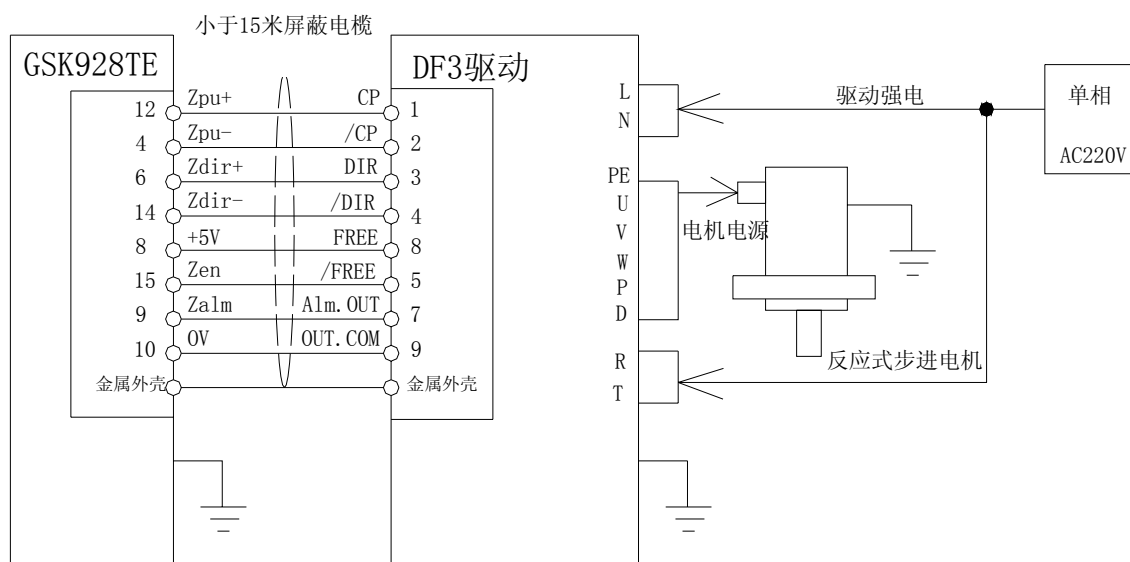 小于15米屏蔽电榄
GSK928TE
DF3驱动
12 Zpu+ CP 1
4 Zpu- /CP 2
6 Zdir+ DIR 3
14 Zdir- /DIR 4
8 +5V FREE 8
15 Zen /FREE 5
9 Zalm Alm.OUT 7
10 0V OUT.COM 9
金属外壳 金属外壳
L
N
PE
U
V
W
P
D
R
T
驱动强电
单相
AC220V
电机电源
反应式步进电机